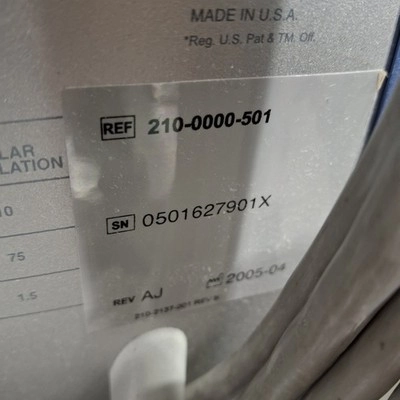 MADE IN U.S.A.
*Reg. U.S. Pat & TM. Off.
REF 210-0000-501
LAR
LATION
10
SN 0501627901X
75
2005-04
1.5
REV AJ